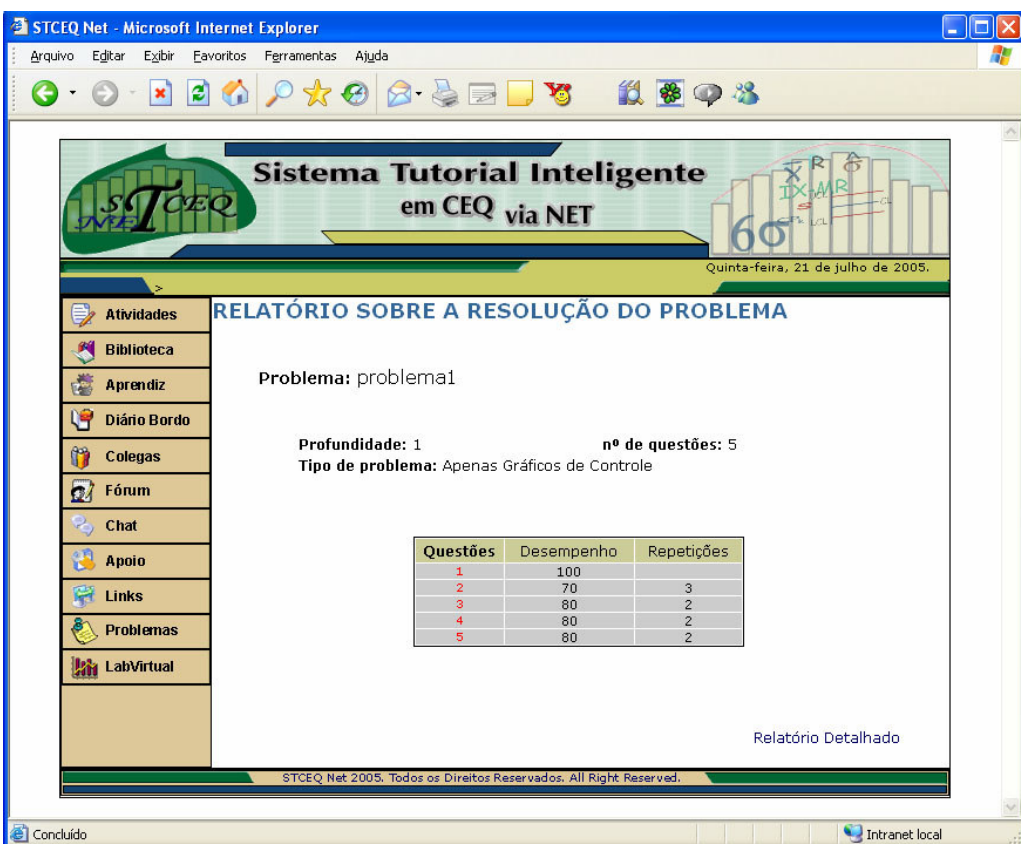 STCEQ Net - Microsoft Internet Explorer
Arquivo Editar Exibir Favoritos Ferramentas Ajuda
STCEQ
NET
Sistema Tutorial Inteligente
em CEQ via NET
6σ
Quinta-feira, 21 de julho de 2005.
>
RELATÓRIO SOBRE A RESOLUÇÃO DO PROBLEMA
Atividades
Biblioteca
Aprendiz
Diário Bordo
Colegas
Fórum
Chat
Apoio
Links
Problemas
LabVirtual
Problema: problema1
Profundidade: 1 nº de questões: 5
Tipo de problema: Apenas Gráficos de Controle
Questões Desempenho Repetições
1 100
2 70 3
3 80 2
4 80 2
5 80 2
Relatório Detalhado
STCEQ Net 2005. Todos os Direitos Reservados. All Right Reserved.
Concluído Intranet local